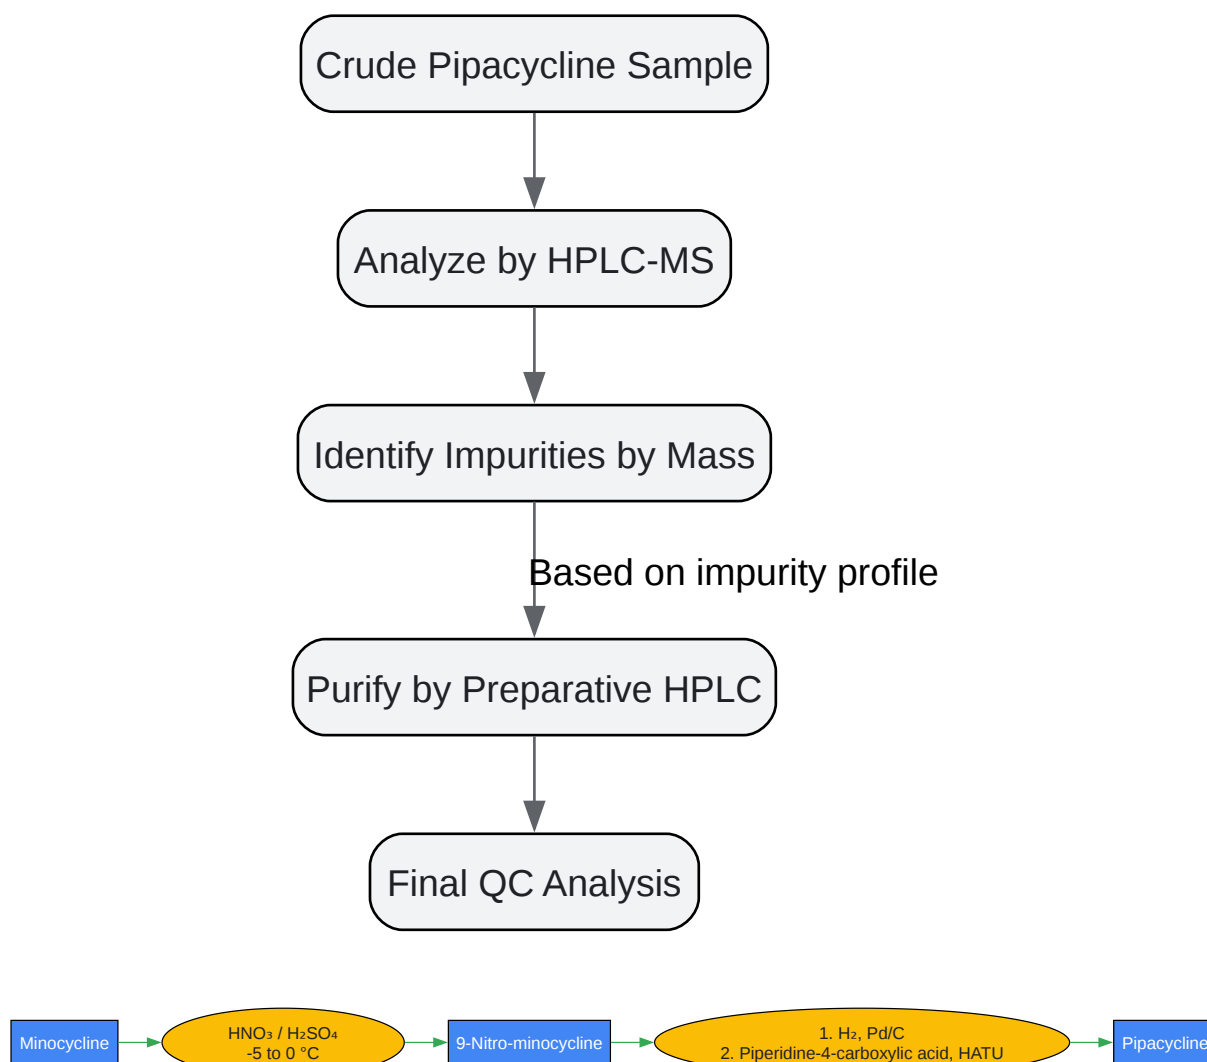 Crude Pipacycline Sample
Analyze by HPLC-MS
Identify Impurities by Mass
Based on impurity profile
Purify by Preparative HPLC
Final QC Analysis
Minocycline
HNO₃ / H₂SO₄
-5 to 0 °C
9-Nitro-minocycline
1. H₂, Pd/C
2. Piperidine-4-carboxylic acid, HATU
Pipacycline